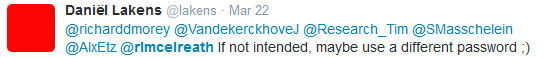 Daniël Lakens @lakens · Mar 22
@richarddmorey @VandekerckhoveJ @Research_Tim @SMasschelein
@AlxEtz @rlmcelreath If not intended, maybe use a different password ;)